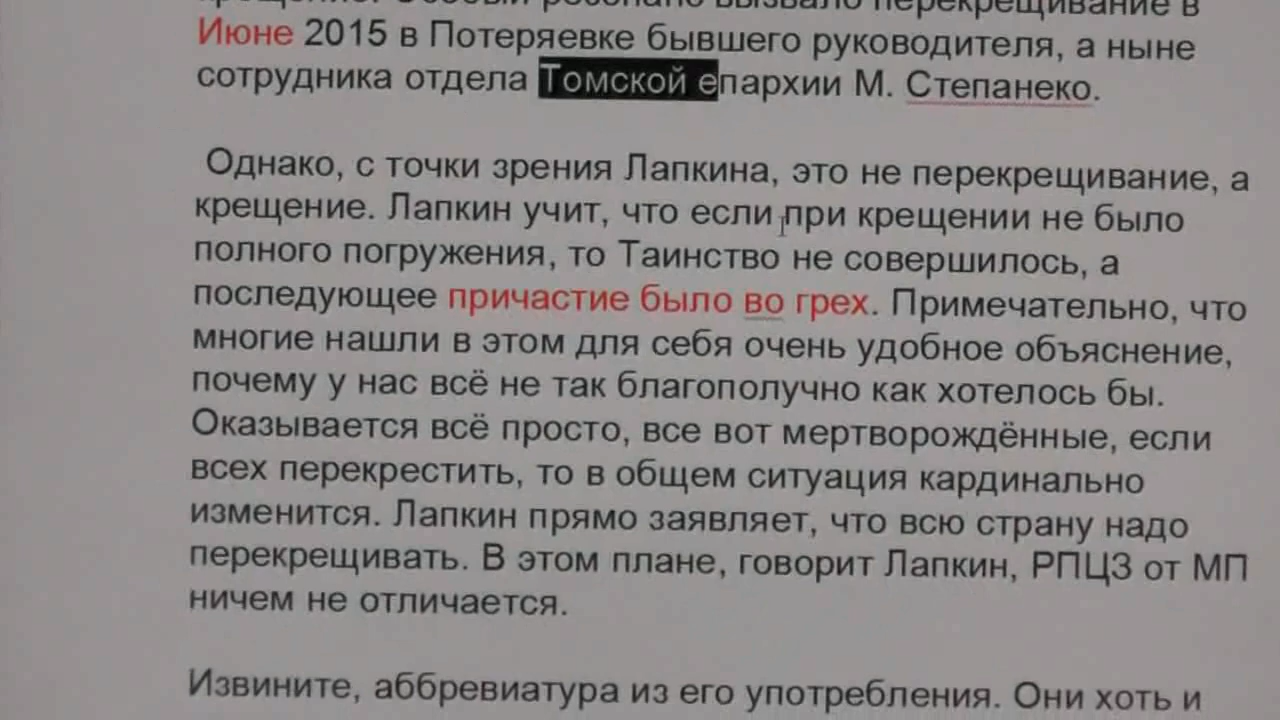 крещению. Особый резонанс вызвало перекрещивание в
Июне 2015 в Потеряевке бывшего руководителя, а ныне
сотрудника отдела Томской епархии М. Степанеко.
Однако, с точки зрения Лапкина, это не перекрещивание, а
крещение. Лапкин учит, что если при крещении не было
полного погружения, то Таинство не совершилось, а
последующее причастие было во грех. Примечательно, что
многие нашли в этом для себя очень удобное объяснение,
почему у нас всё не так благополучно как хотелось бы.
Оказывается всё просто, все вот мертворождённые, если
всех перекрестить, то в общем ситуация кардинально
изменится. Лапкин прямо заявляет, что всю страну надо
перекрещивать. В этом плане, говорит Лапкин, РПЦЗ от МП
ничем не отличается.
Извините, аббревиатура из его употребления. Они хоть и